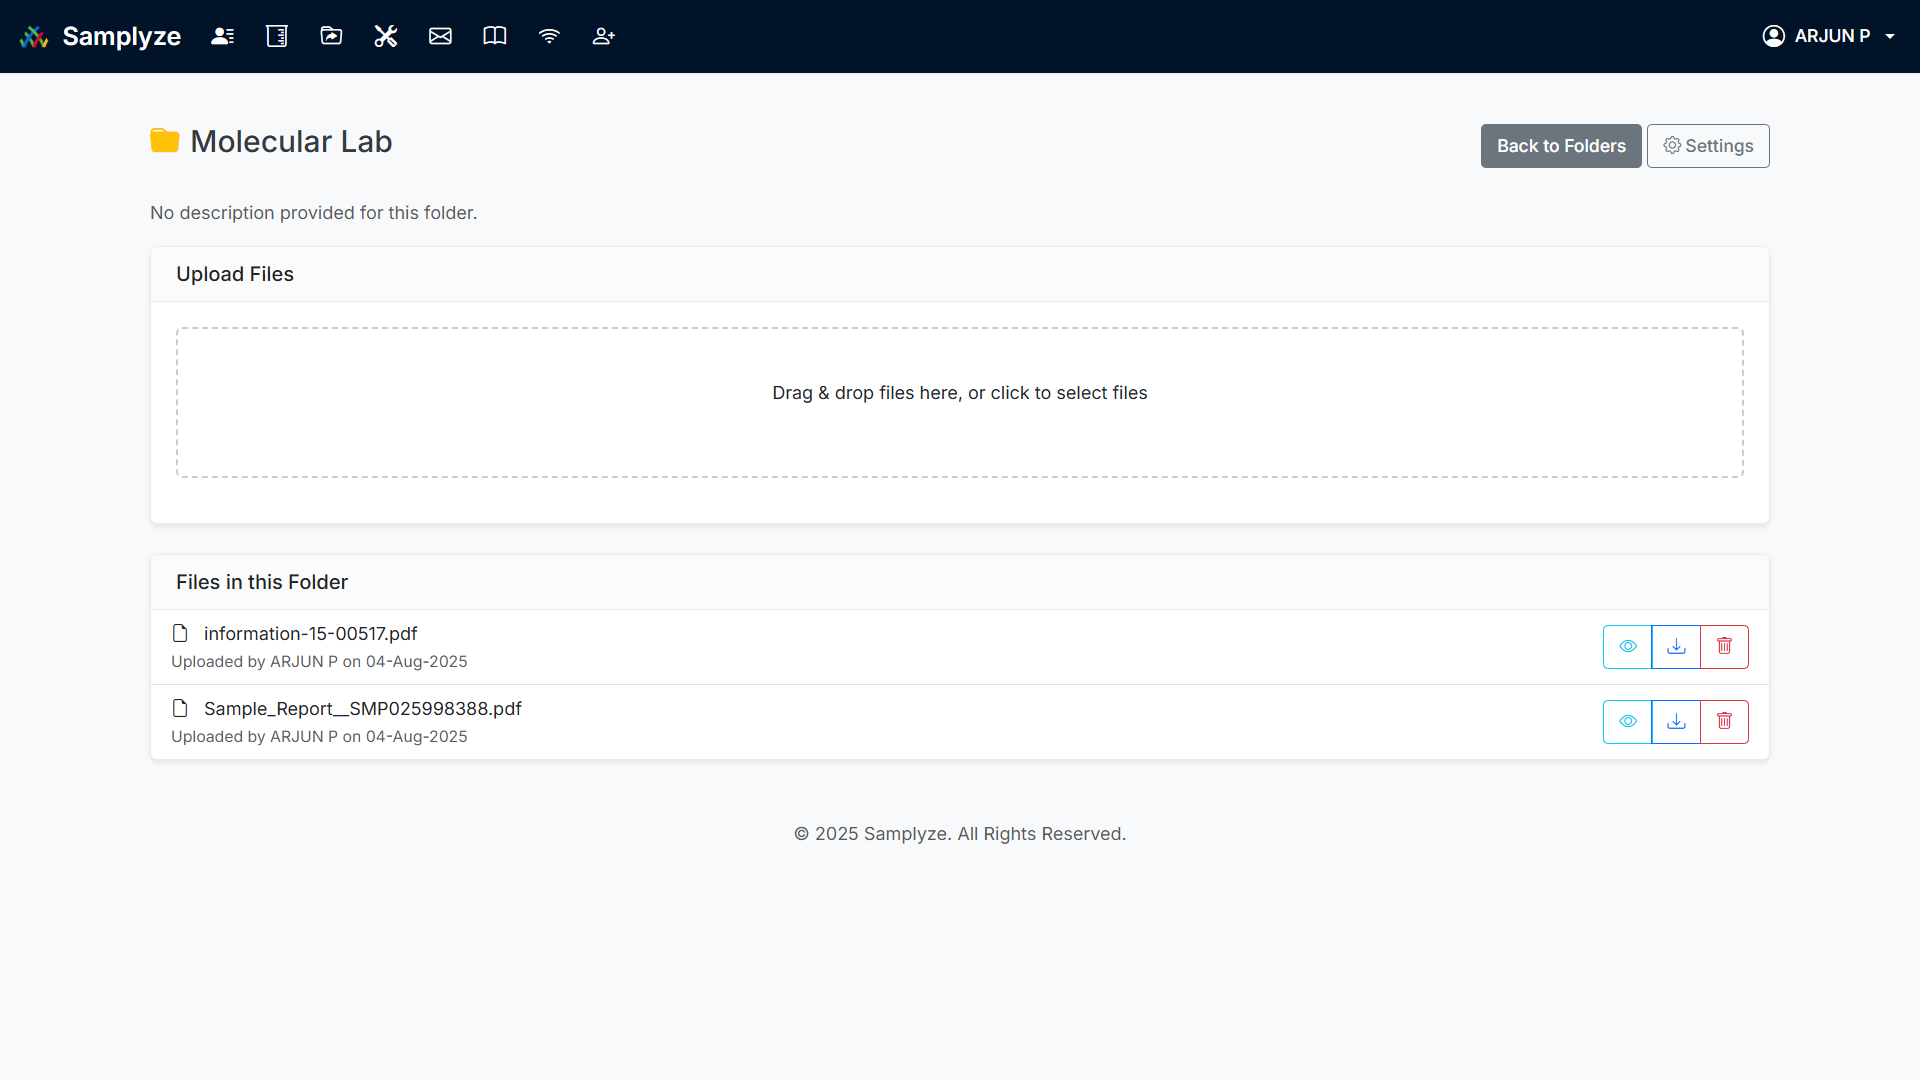 Samplyze
ARJUN P
Molecular Lab
Back to Folders
Settings
No description provided for this folder.
Upload Files
Drag & drop files here, or click to select files
Files in this Folder
information-15-00517.pdf
Uploaded by ARJUN P on 04-Aug-2025
Sample_Report__SMP025998388.pdf
Uploaded by ARJUN P on 04-Aug-2025
© 2025 Samplyze. All Rights Reserved.